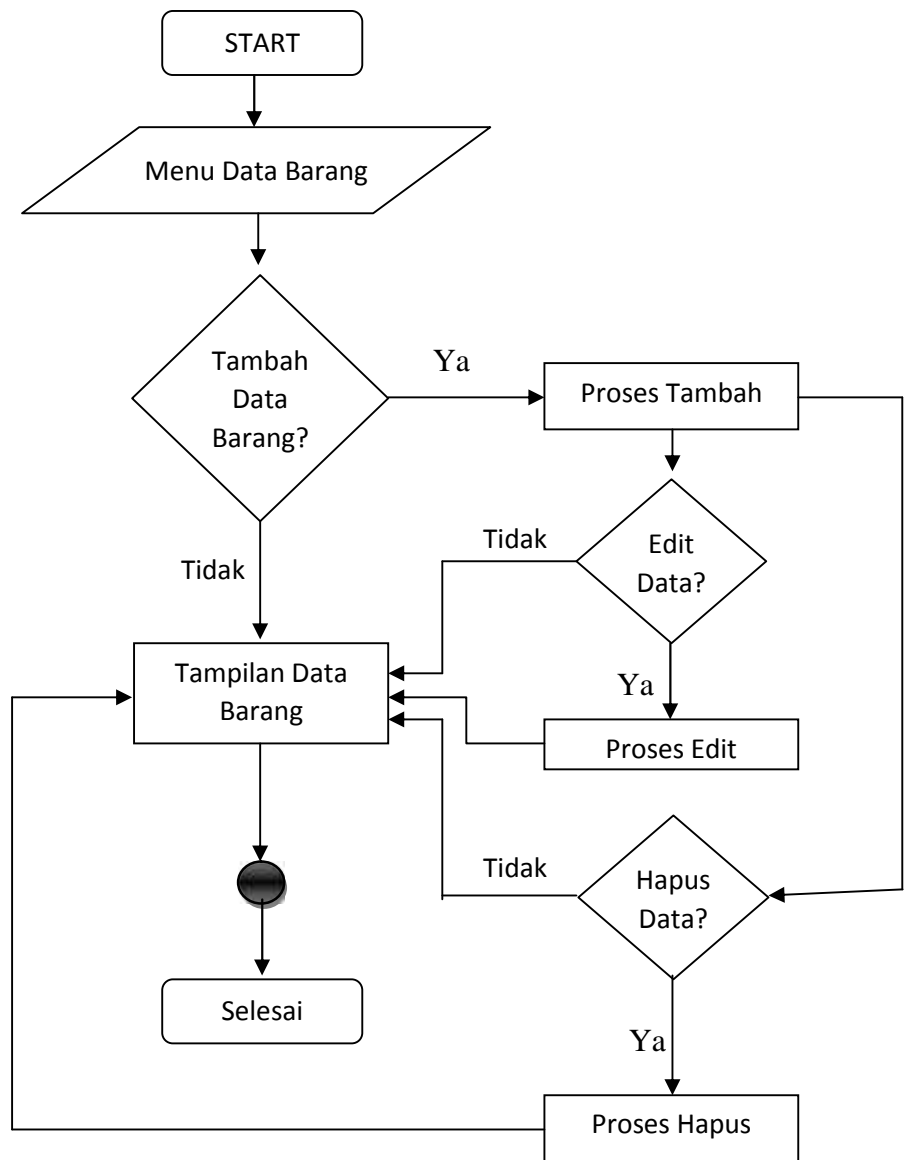 START
Menu Data Barang
Tambah
Data
Barang?
Ya
Proses Tambah
Tidak
Edit
Data?
Tidak
Tampilan Data
Barang
Ya
Proses Edit
Tidak
Hapus
Data?
Selesai
Ya
Proses Hapus